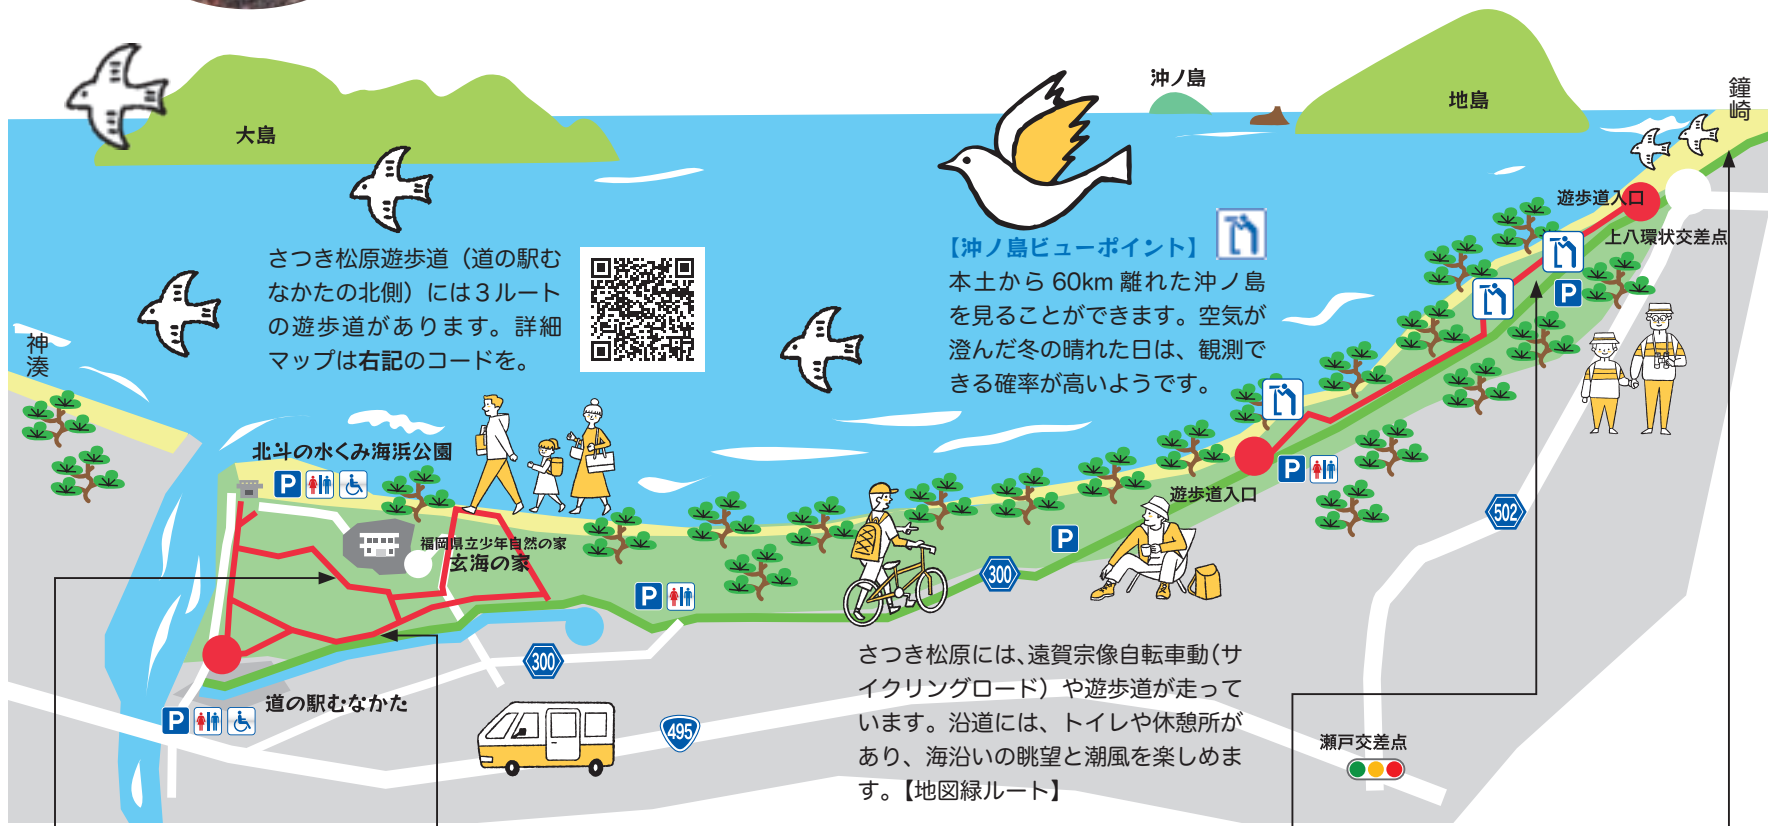 大島
沖ノ島
地島
鐘崎
遊歩道入口
上八環状交差点
さつき松原遊歩道（道の駅む
なかたの北側）には３ルート
の遊歩道があります。詳細
マップは右記のコードを。
【沖ノ島ビューポイント】
本土から 60km 離れた沖ノ島
を見ることができます。空気が
澄んだ冬の晴れた日は、観測で
きる確率が高いようです。
P
神湊
北斗の水くみ海浜公園
P
福岡県立少年自然の家
玄海の家
P
遊歩道入口
502
P
300
P
300
道の駅むなかた
P
495
さつき松原には、遠賀宗像自転車動（サ
イクリングロード）や遊歩道が走って
います。沿道には、トイレや休憩所が
あり、海沿いの眺望と潮風を楽しめま
す。【地図緑ルート】
瀬戸交差点